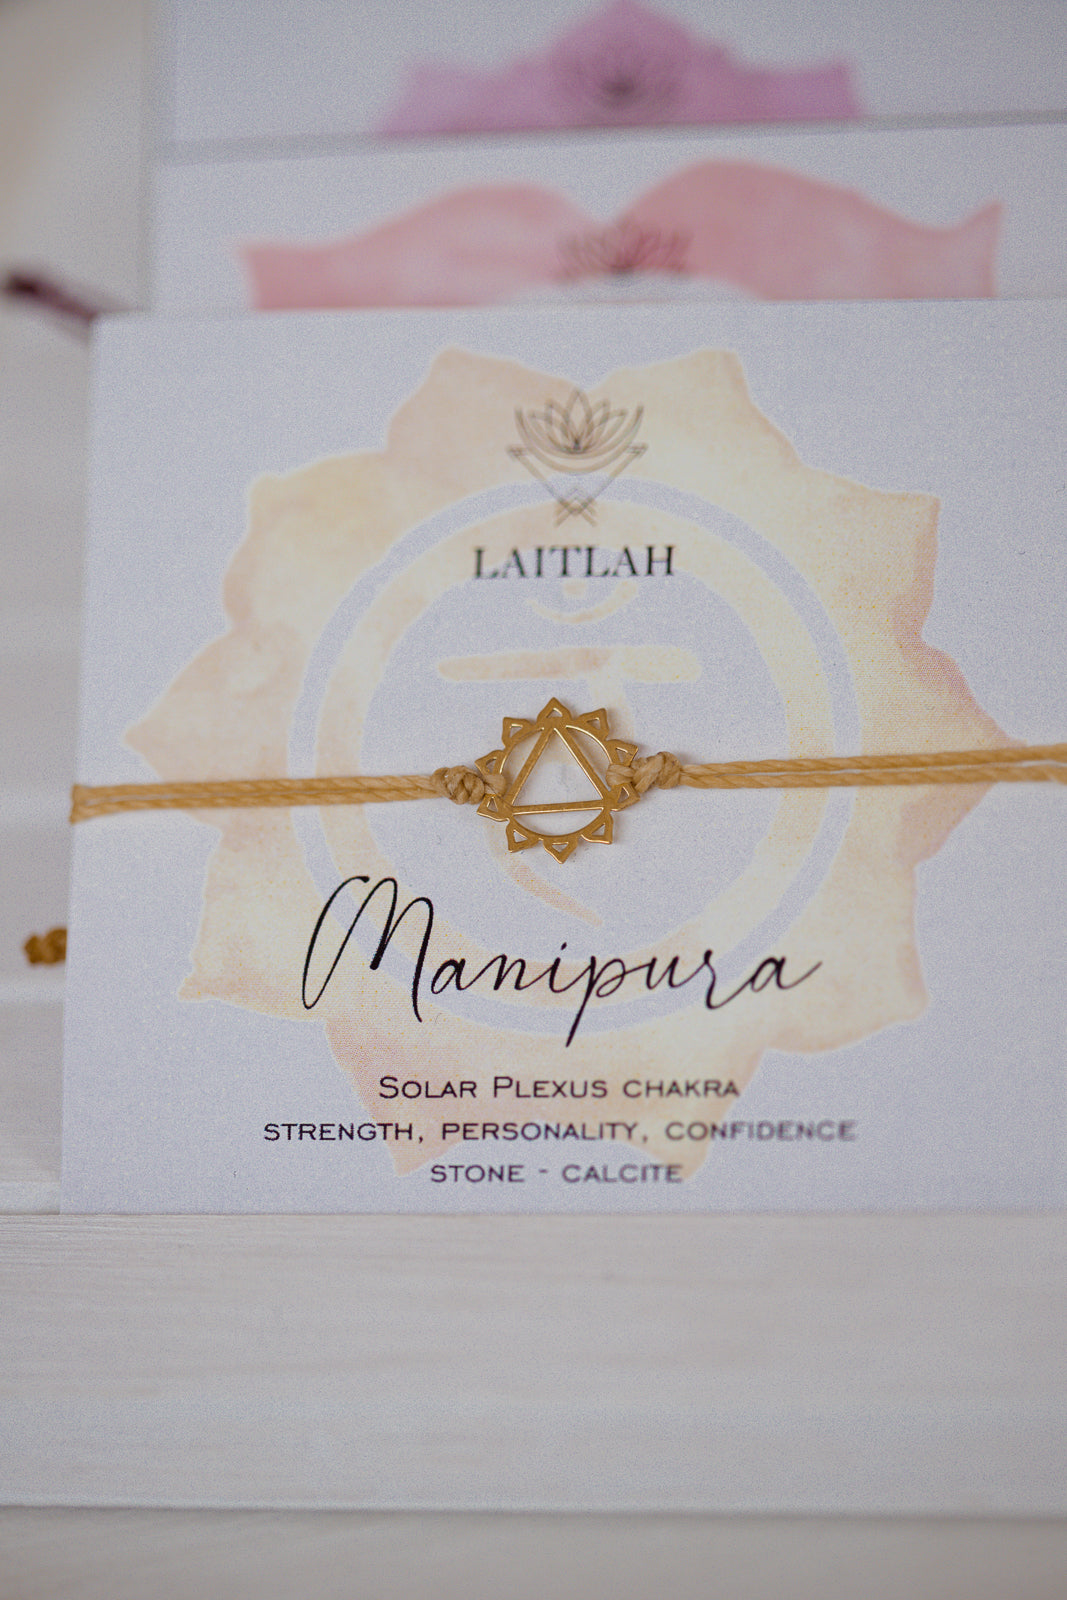 LAITLAH
Manipura
SOLAR PLEXUS CHAKRA
STRENGTH, PERSONALITY, CONFIDENCE
STONE - CALCITE